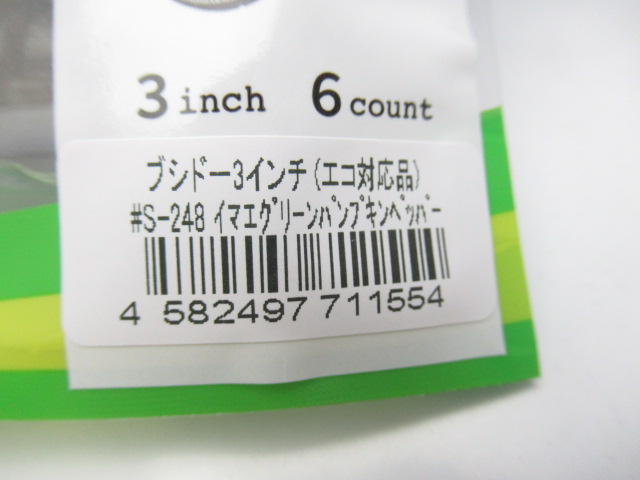 3 inch 6 count
ブシドー3インチ(エコ対応品)
#S-248 イマエグリーンパンプキンペッパー
4 582497 711554